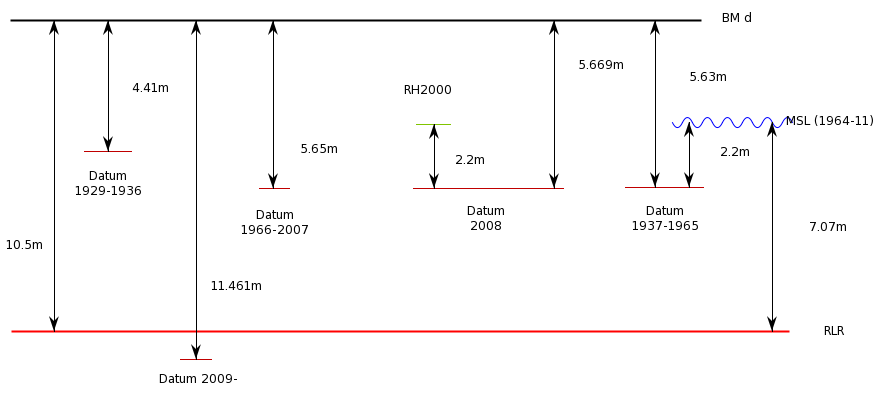 BM d
5.669m
5.63m
4.41m
RH2000
MSL (1964-11)
5.65m
2.2m
2.2m
Datum
1929-1936
Datum
1966-2007
Datum
2008
Datum
1937-1965
7.07m
10.5m
11.461m
RLR
Datum 2009-